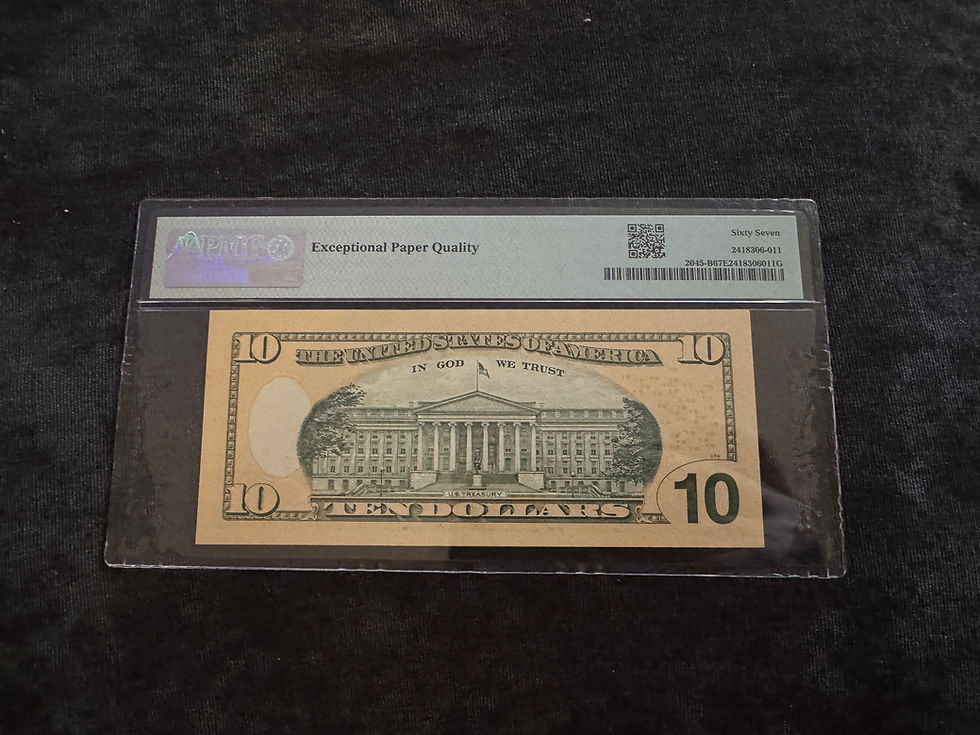 PMG
Exceptional Paper Quality
Sixty Seven
2418306-011
2045-B67E2418306011G
10 THE UNITED STATES OF AMERICA 10
IN GOD WE TRUST
U.S. TREASURY
10 TEN DOLLARS 10